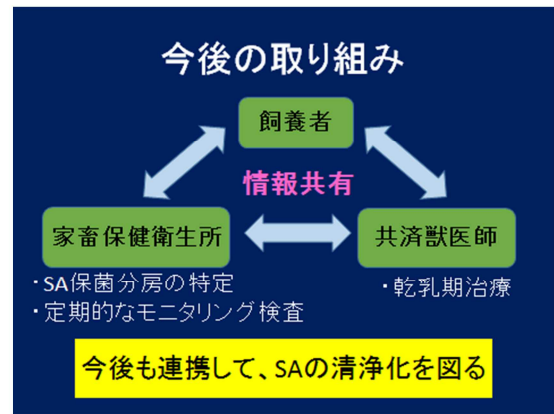 今後の取り組み
飼養者
情報共有
家畜保健衛生所
共済獣医師
・SA保菌分房の特定
・定期的なモニタリング検査
・乾乳期治療
今後も連携して、SAの清浄化を図る